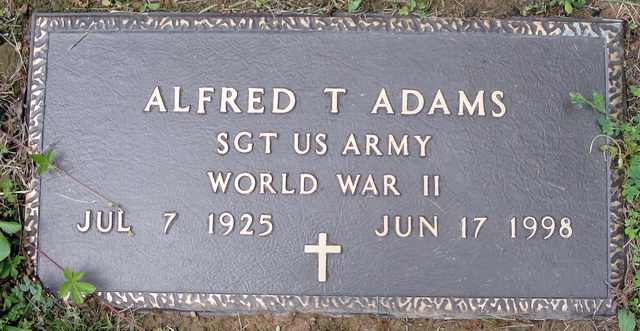 ALFRED T ADAMS
SGT US ARMY
WORLD WAR II
JUL 7 1925 JUN 17 1998